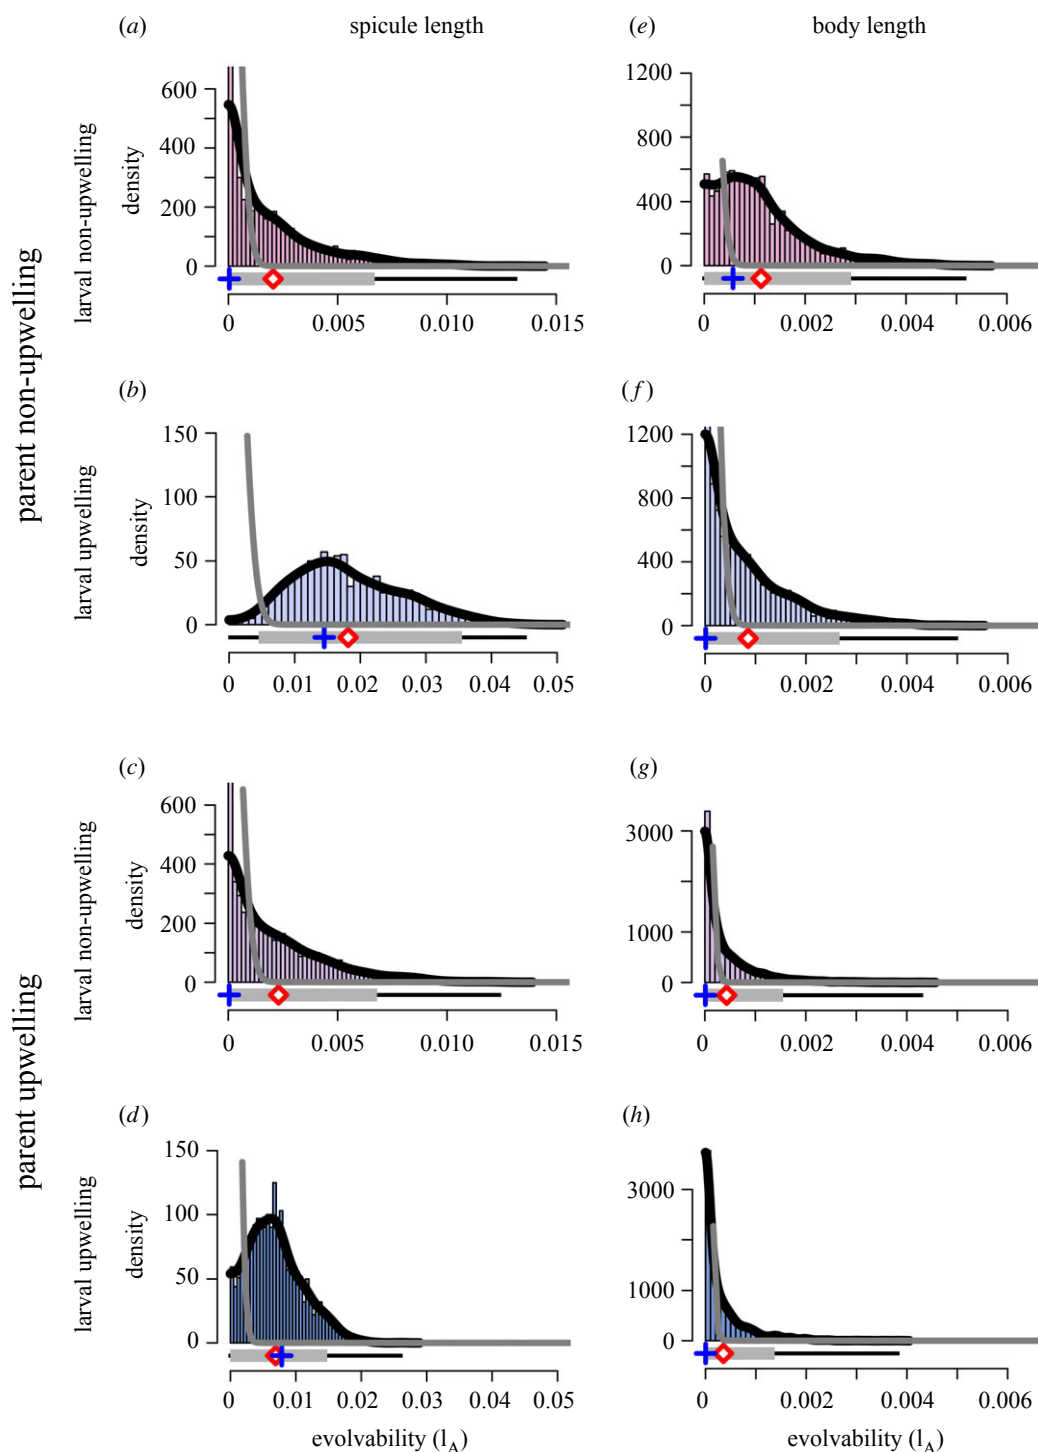 (a) spicule length (e) body length
parent non-upwelling
larval non-upwelling
density
600
400
200
0
0 0.005 0.010 0.015
1200
800
400
0
0 0.002 0.004 0.006
(b) (f)
larval upwelling
density
150
100
50
0
0 0.01 0.02 0.03 0.04 0.05
1200
800
400
0
0 0.002 0.004 0.006
(c) (g)
parent upwelling
larval non-upwelling
density
600
400
200
0
0 0.005 0.010 0.015
3000
1000
0
0 0.002 0.004 0.006
(d) (h)
larval upwelling
density
150
100
50
0
0 0.01 0.02 0.03 0.04 0.05
3000
1000
0
0 0.002 0.004 0.006
evolvability (l_A) evolvability (l_A)